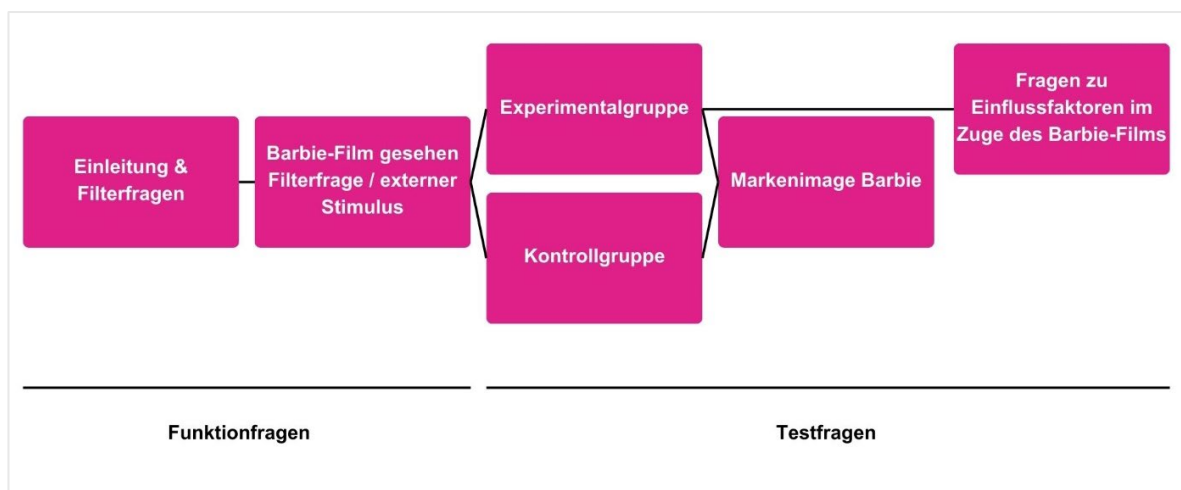 Einleitung &
Filterfragen
Barbie-Film gesehen
Filterfrage / externer
Stimulus
Experimentalgruppe
Kontrollgruppe
Markenimage Barbie
Fragen zu
Einflussfaktoren im
Zuge des Barbie-Films
Funktionfragen
Testfragen